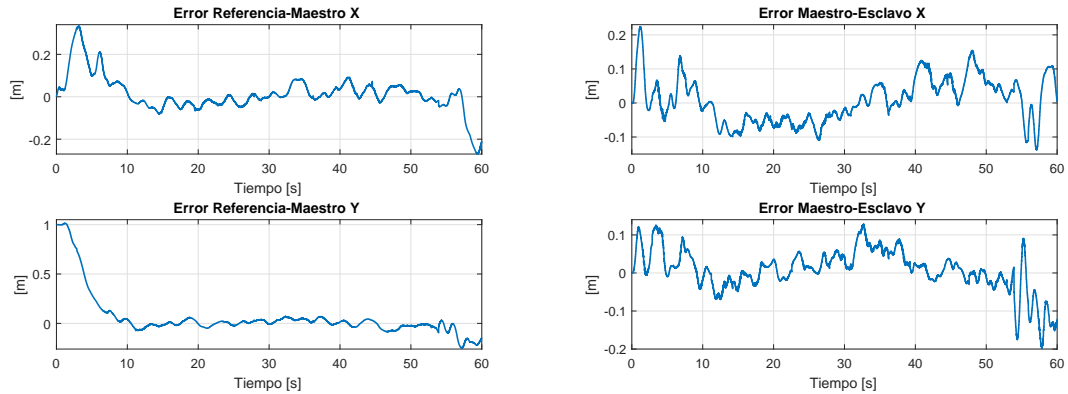 Error Referencia-Maestro X
[m]
0.2
0
-0.2
0 10 20 30 40 50 60
Tiempo [s]
Error Maestro-Esclavo X
[m]
0.2
0.1
0
-0.1
0 10 20 30 40 50 60
Tiempo [s]
Error Referencia-Maestro Y
[m]
1
0.5
0
0 10 20 30 40 50 60
Tiempo [s]
Error Maestro-Esclavo Y
[m]
0.1
0
-0.1
-0.2
0 10 20 30 40 50 60
Tiempo [s]